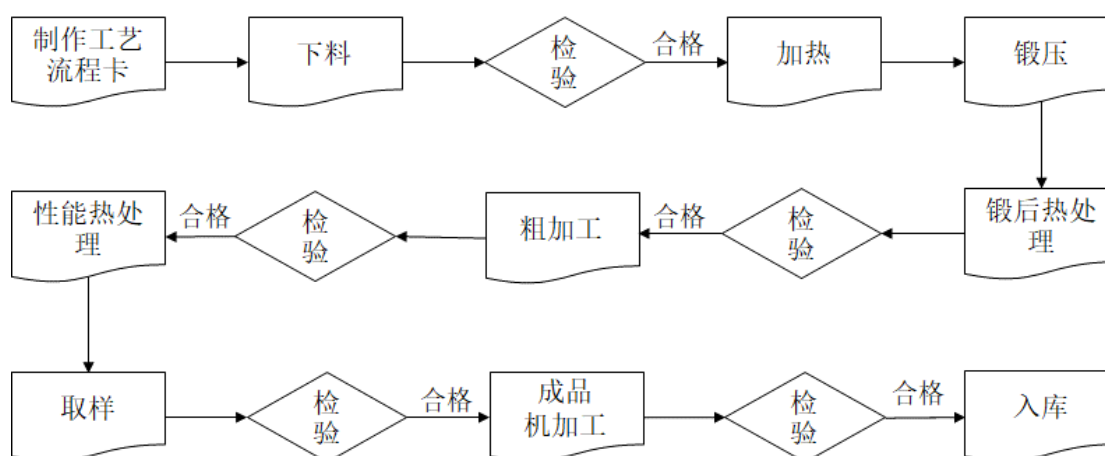 制作工艺
流程卡
下料
检
验
合格
加热
锻压
锻后热处
理
检
验
合格
粗加工
检
验
合格
性能热处
理
取样
检
验
合格
成品
机加工
检
验
合格
入库